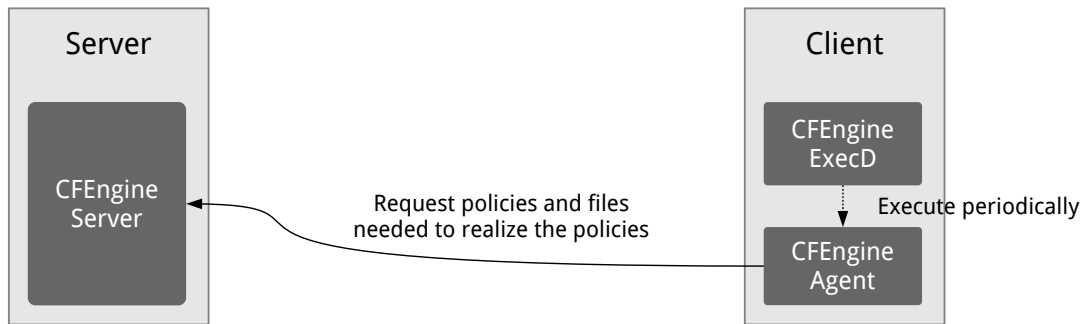 Server
CFEngine
Server
Request policies and files
needed to realize the policies
Client
CFEngine
ExecD
Execute periodically
CFEngine
Agent